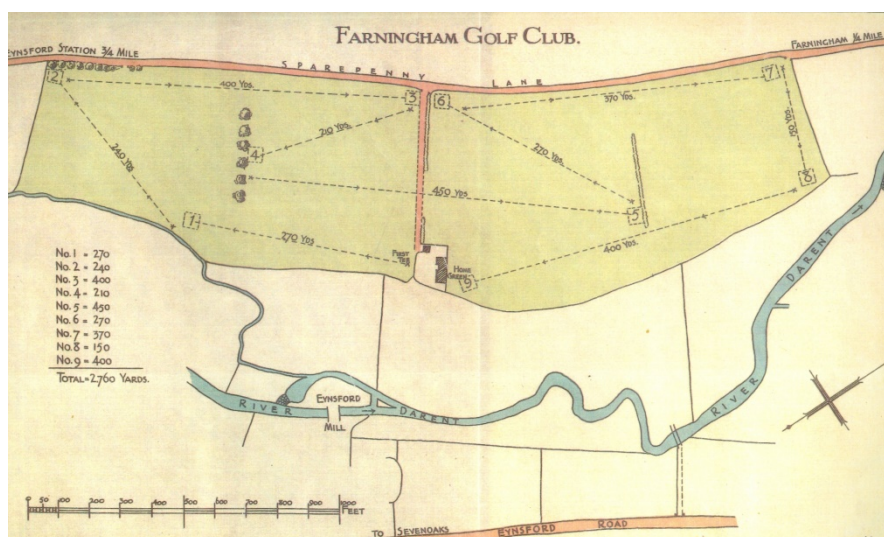 FARNINGHAM GOLF CLUB.
EYNSFORD STATION 3/4 MILE
FARNINGHAM 1/4 MILE
SPAREPENNY LANE
2
400 YDS.
3
6
370 YDS.
7
210 YDS.
4
240 YDS
270 YDS.
150 YDS.
450 YDS
8
5
1
270 YDS
400 YDS.
FIRST TEE
HOME GREEN
9
No. 1 = 270
No. 2 = 240
No. 3 = 400
No. 4 = 210
No. 5 = 450
No. 6 = 270
No. 7 = 370
No. 8 = 150
No. 9 = 400
TOTAL = 2760 YARDS.
RIVER DARENT
EYNSFORD
MILL
RIVER DARENT
0 50 100 200 300 400 500 600 700 800 900 1000
FEET
TO SEVENOAKS EYNSFORD ROAD